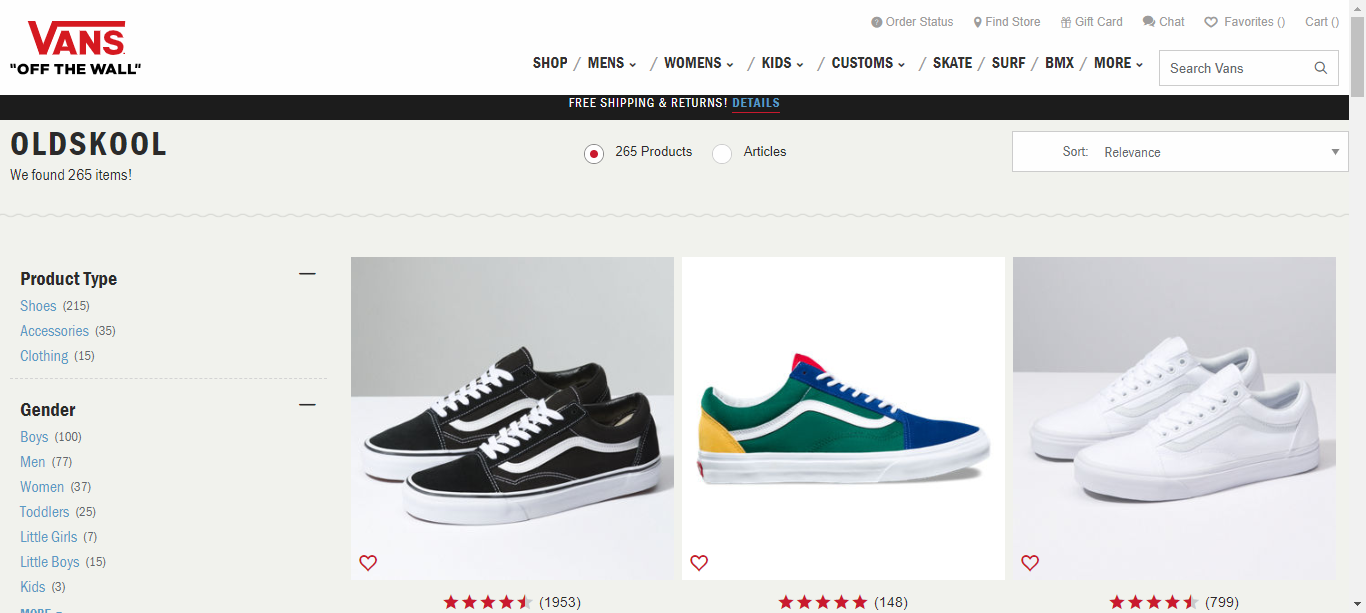 VANS
"OFF THE WALL"
Order Status Find Store Gift Card Chat Favorites () Cart ()
SHOP / MENS / WOMENS / KIDS / CUSTOMS / SKATE / SURF / BMX / MORE
Search Vans
FREE SHIPPING & RETURNS! DETAILS
OLDSKOOL
We found 265 items!
265 Products Articles
Sort: Relevance
Product Type
Shoes (215)
Accessories (35)
Clothing (15)
Gender
Boys (100)
Men (77)
Women (37)
Toddlers (25)
Little Girls (7)
Little Boys (15)
Kids (3)
MORE
(1953)
(148)
(799)